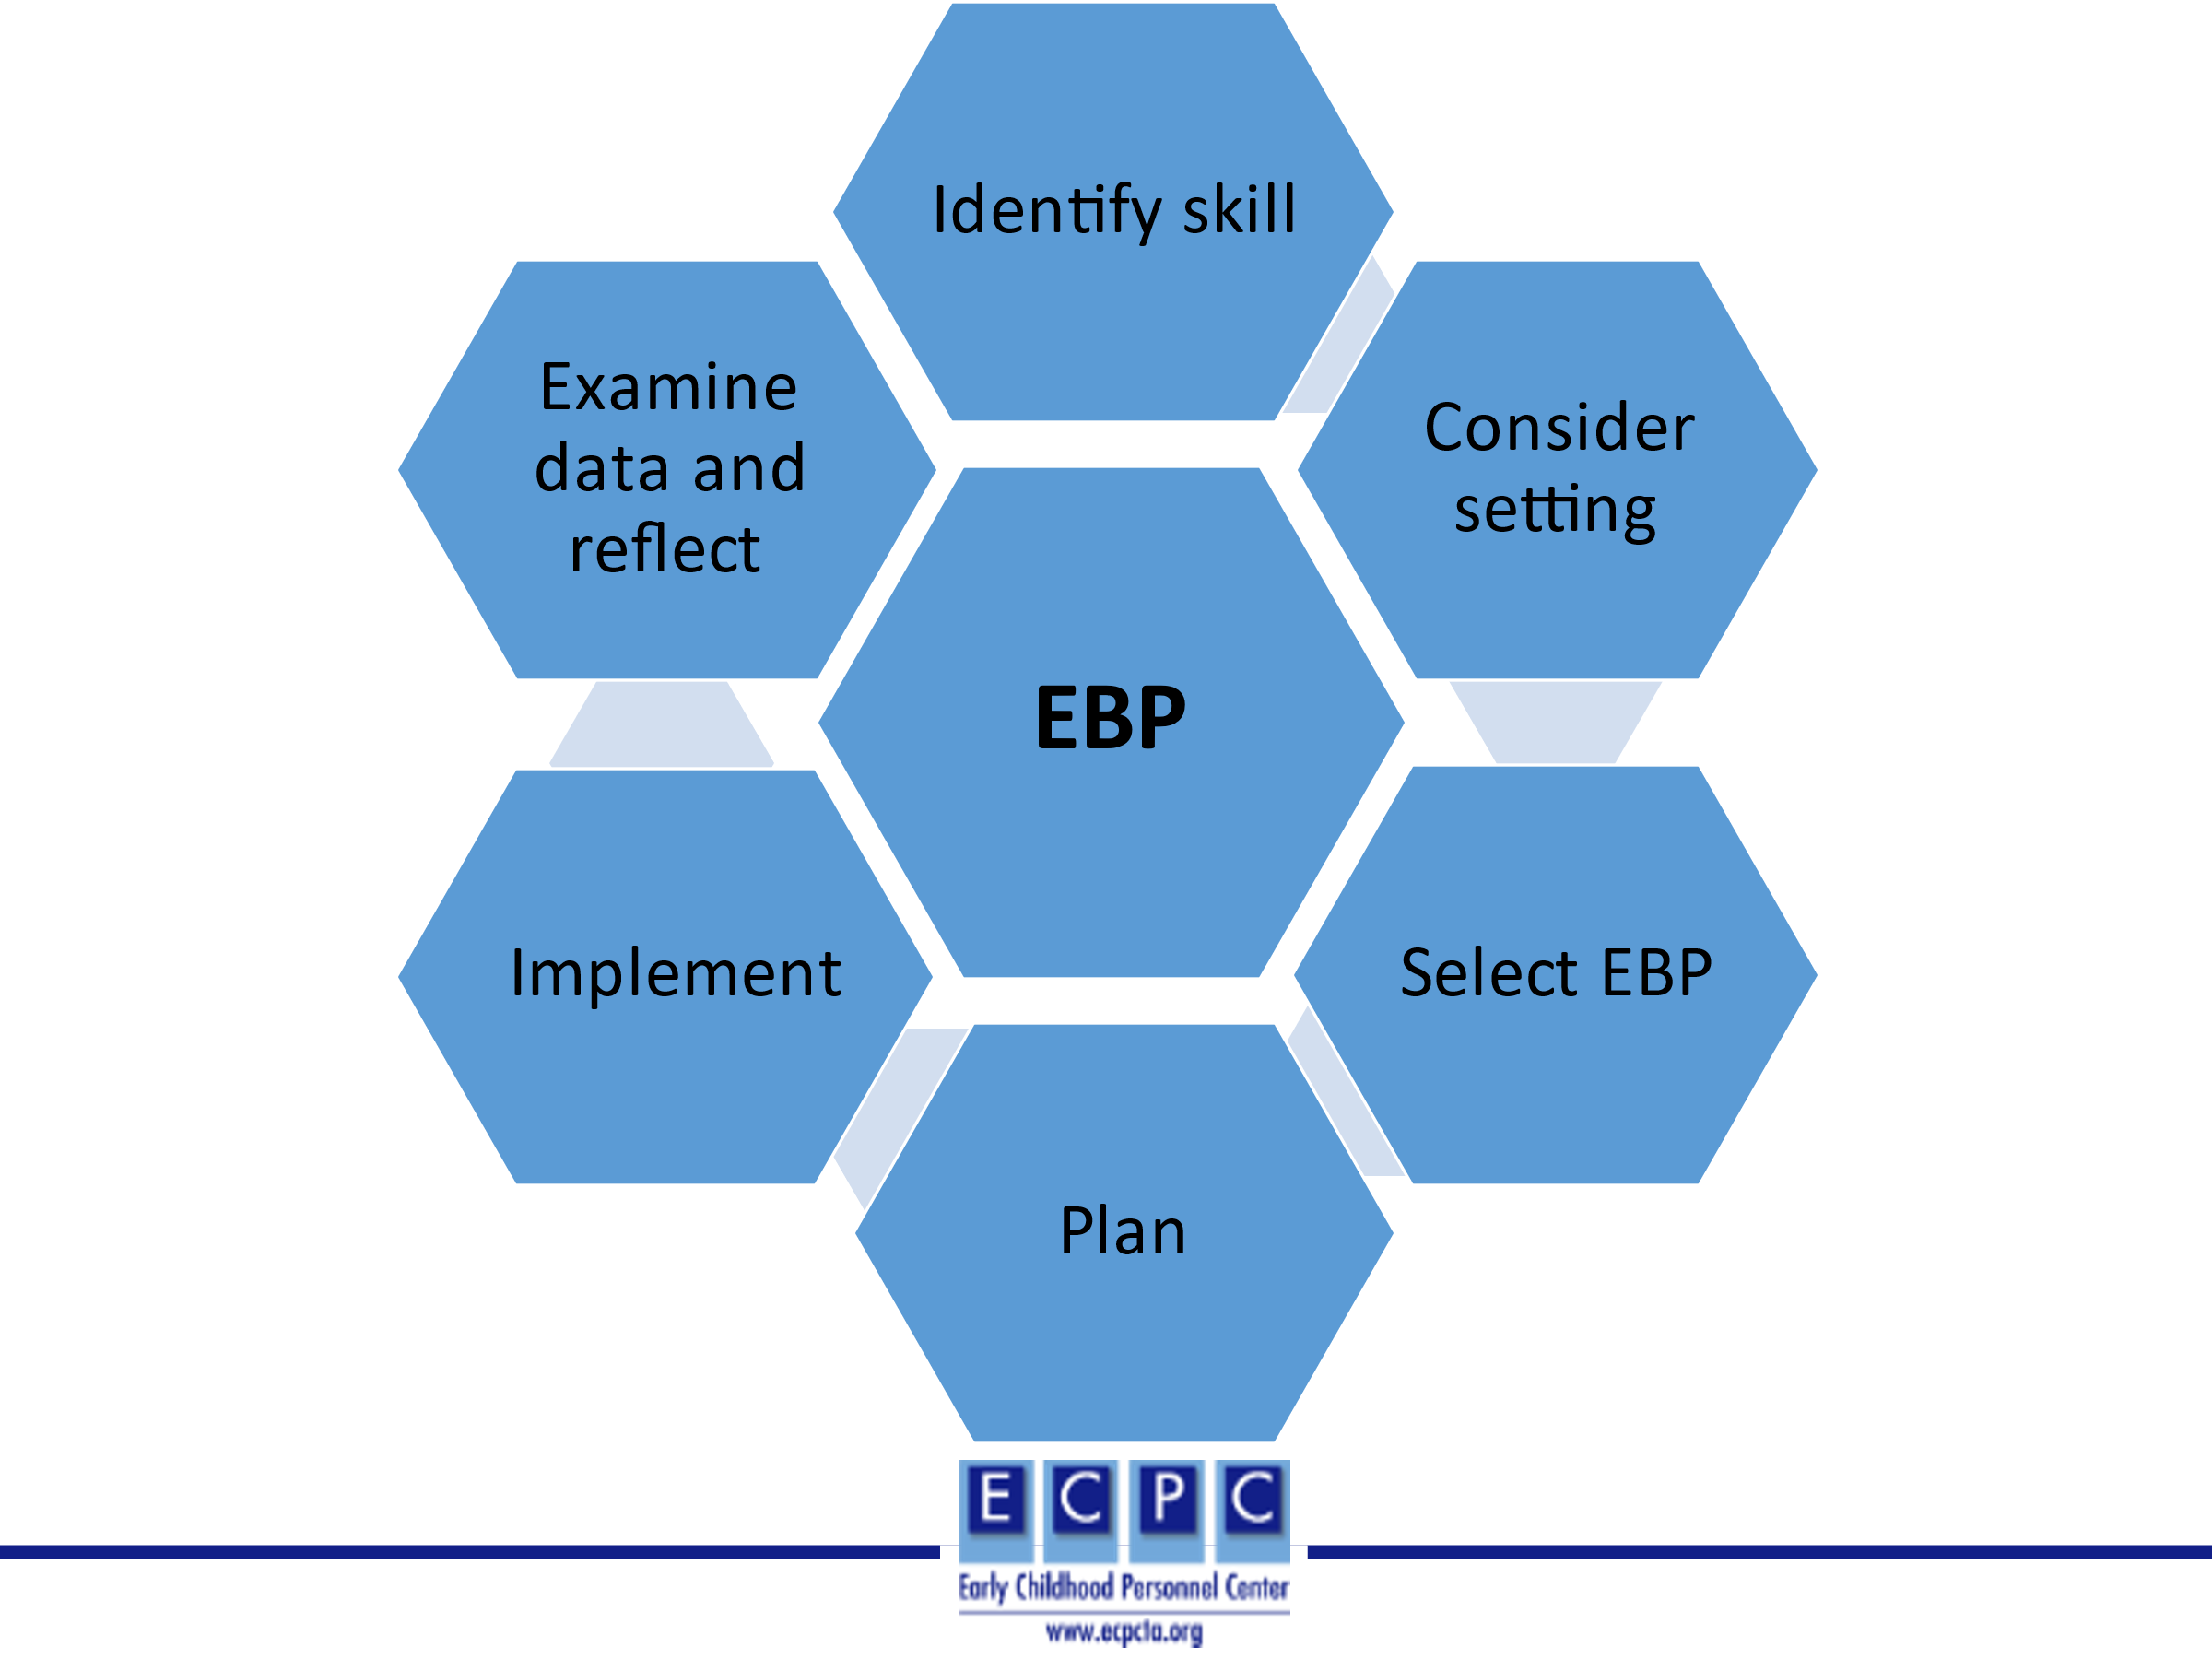 Identify skill
Consider
setting
Select EBP
Plan
Implement
Examine
data and
reflect
EBP
E C P C
Early Childhood Personnel Center
www.ecpcta.org